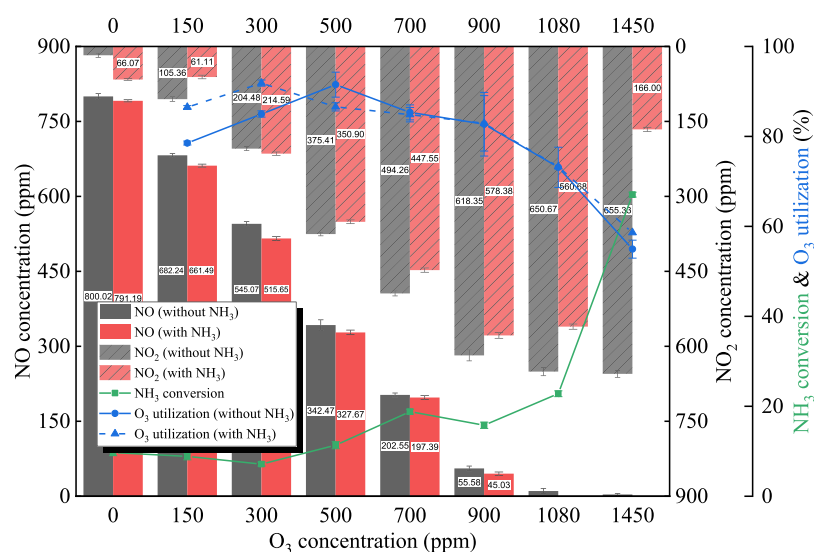 0 150 300 500 700 900 1080 1450
900 750 600 450 300 150 0
NO concentration (ppm)
0 150 300 450 600 750 900
NO2 concentration (ppm)
100 80 60 40 20 0
NH3 conversion & O3 utilization (%)
66.07 105.36 61.11 204.48 214.59 375.41 350.90 494.26 447.55 618.35 578.38 650.67 560.68 655.33 166.00
800.02 791.19 682.24 661.49 545.07 515.65 342.47 327.67 202.55 197.39 55.58 45.03
NO (without NH3)
NO (with NH3)
NO2 (without NH3)
NO2 (with NH3)
NH3 conversion
O3 utilization (without NH3)
O3 utilization (with NH3)
0 150 300 500 700 900 1080 1450
O3 concentration (ppm)